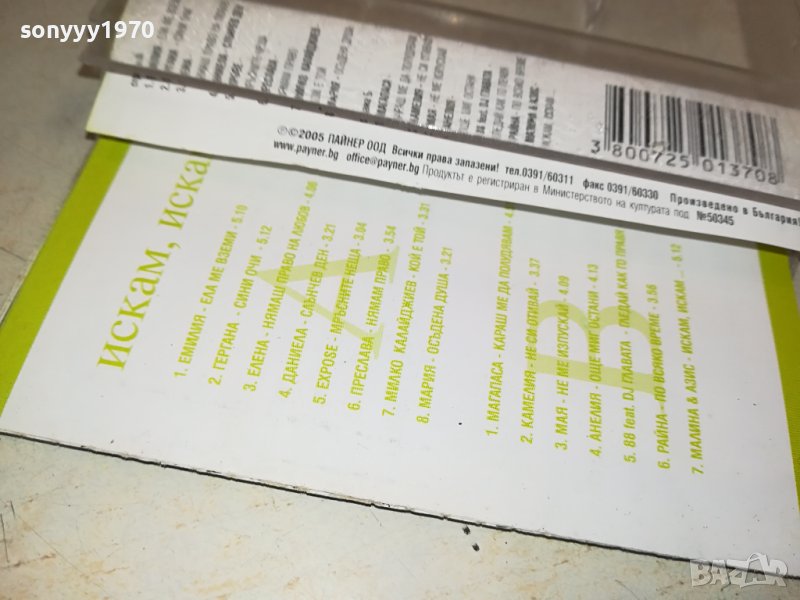 sonyyy1970
3 800725 013708
℗©2005 ПАЙНЕР ООД Всички права запазени! тел.0391/60311 факс 0391/60330 Произведено в България!
www.payner.bg office@payner.bg Продуктът е регистриран в Министерството на културата под №50345
искам, иска
A
1. ЕМИЛИЯ - ЕЛА МЕ ВЗЕМИ - 5.10
2. ГЕРГАНА - СИНИ ОЧИ - 5.12
3. ЕЛЕНА - НЯМАШ ПРАВО НА ЛЮБОВ - 4.06
4. ДАНИЕЛА - СЛЪНЧЕВ ДЕН - 3.21
5. EXPOSE - МРЪСНИТЕ НЕЩА - 3.04
6. ПРЕСЛАВА - НЯМАМ ПРАВО - 3.54
7. МИЛКО КАЛАЙДЖИЕВ - КОЙ Е ТОЙ - 3.31
8. МАРИЯ - ОСЪДЕНА ДУША - 3.21
B
1. МАГАПАСА - КАРАШ МЕ ДА ПОЛУДЯВАМ - 4.
2. КАМЕЛИЯ - НЕ СИ ОТИВАЙ - 3.37
3. МАЯ - НЕ МЕ ИЗПУСКАЙ - 4.09
4. АНЕЛИЯ - ОЩЕ МИГ ОСТАНИ - 4.13
5. 88 feat. DJ ГЛАВАТА - ГЛЕДАЙ КАК ГО ПРАВЯ
6. РАЙНА - ПО ВСЯКО ВРЕМЕ - 3.56
7. МАЛИНА & АЗИС - ИСКАМ, ИСКАМ ... - 5.12
BAZAR